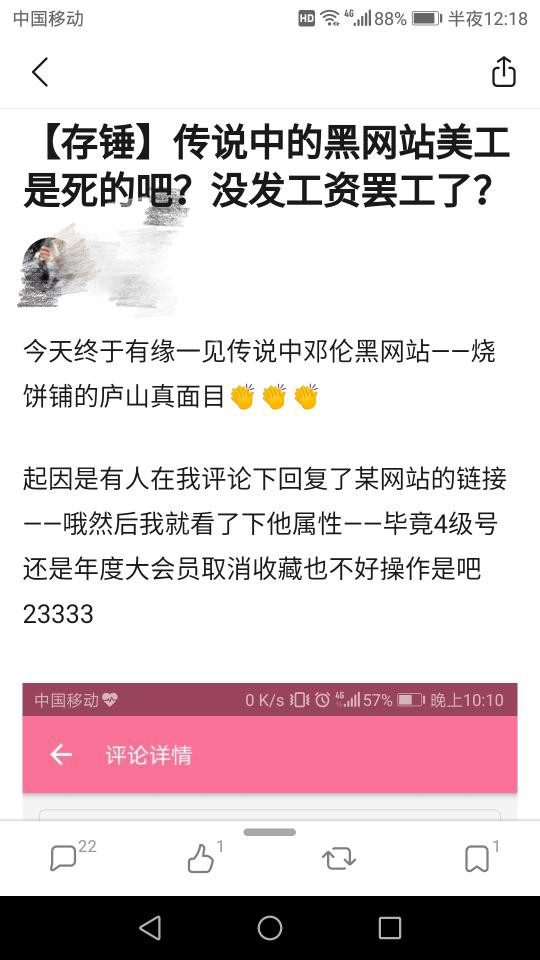 中国移动 HD 4G 88% 半夜12:18
【存锤】传说中的黑网站美工
是死的吧？没发工资罢工了？
今天终于有缘一见传说中邓伦黑网站——烧
饼铺的庐山真面目👏👏👏
起因是有人在我评论下回复了某网站的链接
——哦然后我就看了下他属性——毕竟4级号
还是年度大会员取消收藏也不好操作是吧
23333
中国移动 0 K/s 4G 57% 晚上10:10
评论详情
22 1 1